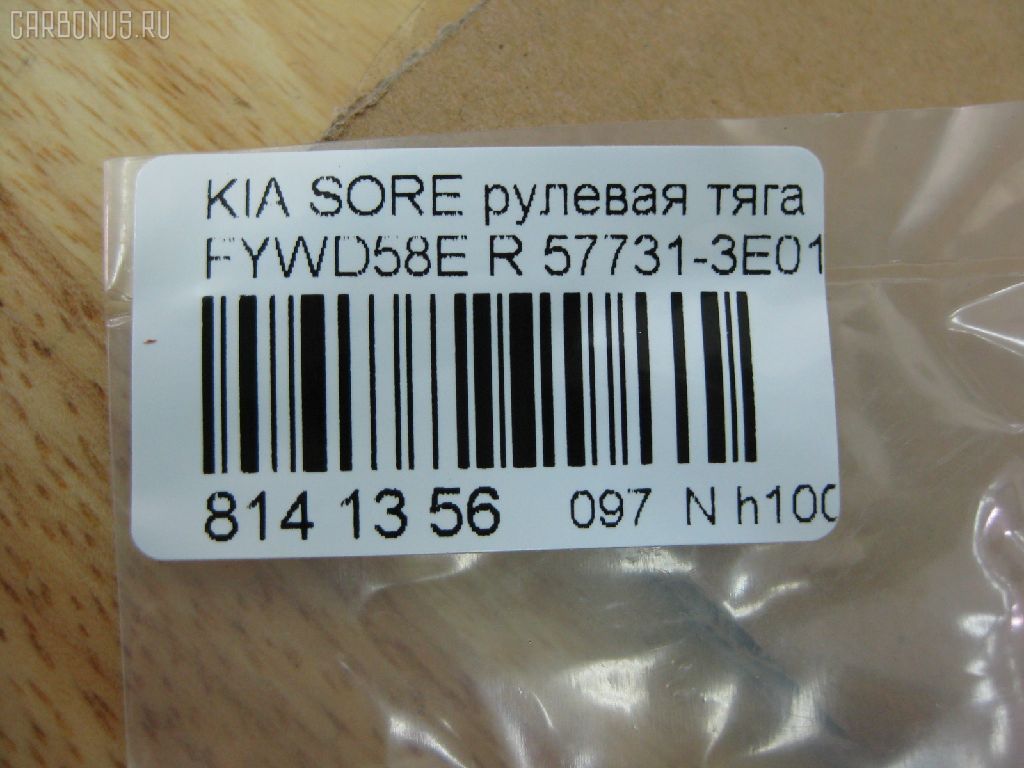 CARBONUS.RU
KIA SORE рулевая тяга
FYWD58E R 57731-3E01
814 13 56 097 N h100